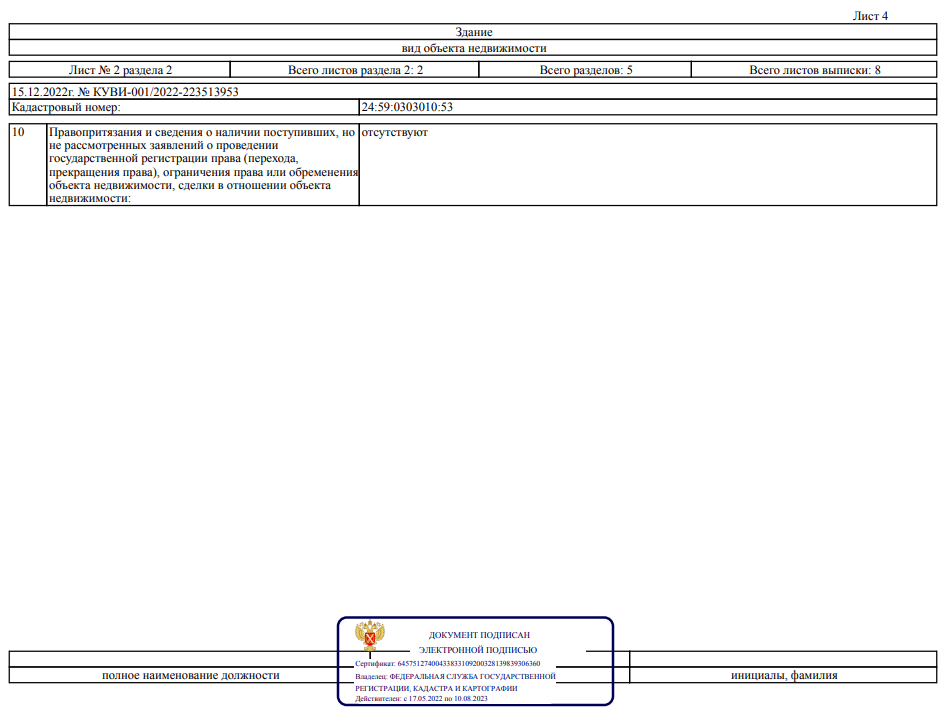 Лист 4
Здание
вид объекта недвижимости
Лист № 2 раздела 2 Всего листов раздела 2: 2 Всего разделов: 5 Всего листов выписки: 8
15.12.2022г. № КУВИ-001/2022-223513953
Кадастровый номер: 24:59:0303010:53
10 Правопритязания и сведения о наличии поступивших, но отсутствуют
не рассмотренных заявлений о проведении
государственной регистрации права (перехода,
прекращения права), ограничения права или обременения
объекта недвижимости, сделки в отношении объекта
недвижимости:
ДОКУМЕНТ ПОДПИСАН
ЭЛЕКТРОННОЙ ПОДПИСЬЮ
Сертификат: 64575127400433833109200328139839306360
Владелец: ФЕДЕРАЛЬНАЯ СЛУЖБА ГОСУДАРСТВЕННОЙ
РЕГИСТРАЦИИ, КАДАСТРА И КАРТОГРАФИИ
Действителен: с 17.05.2022 по 10.08.2023
полное наименование должности инициалы, фамилия